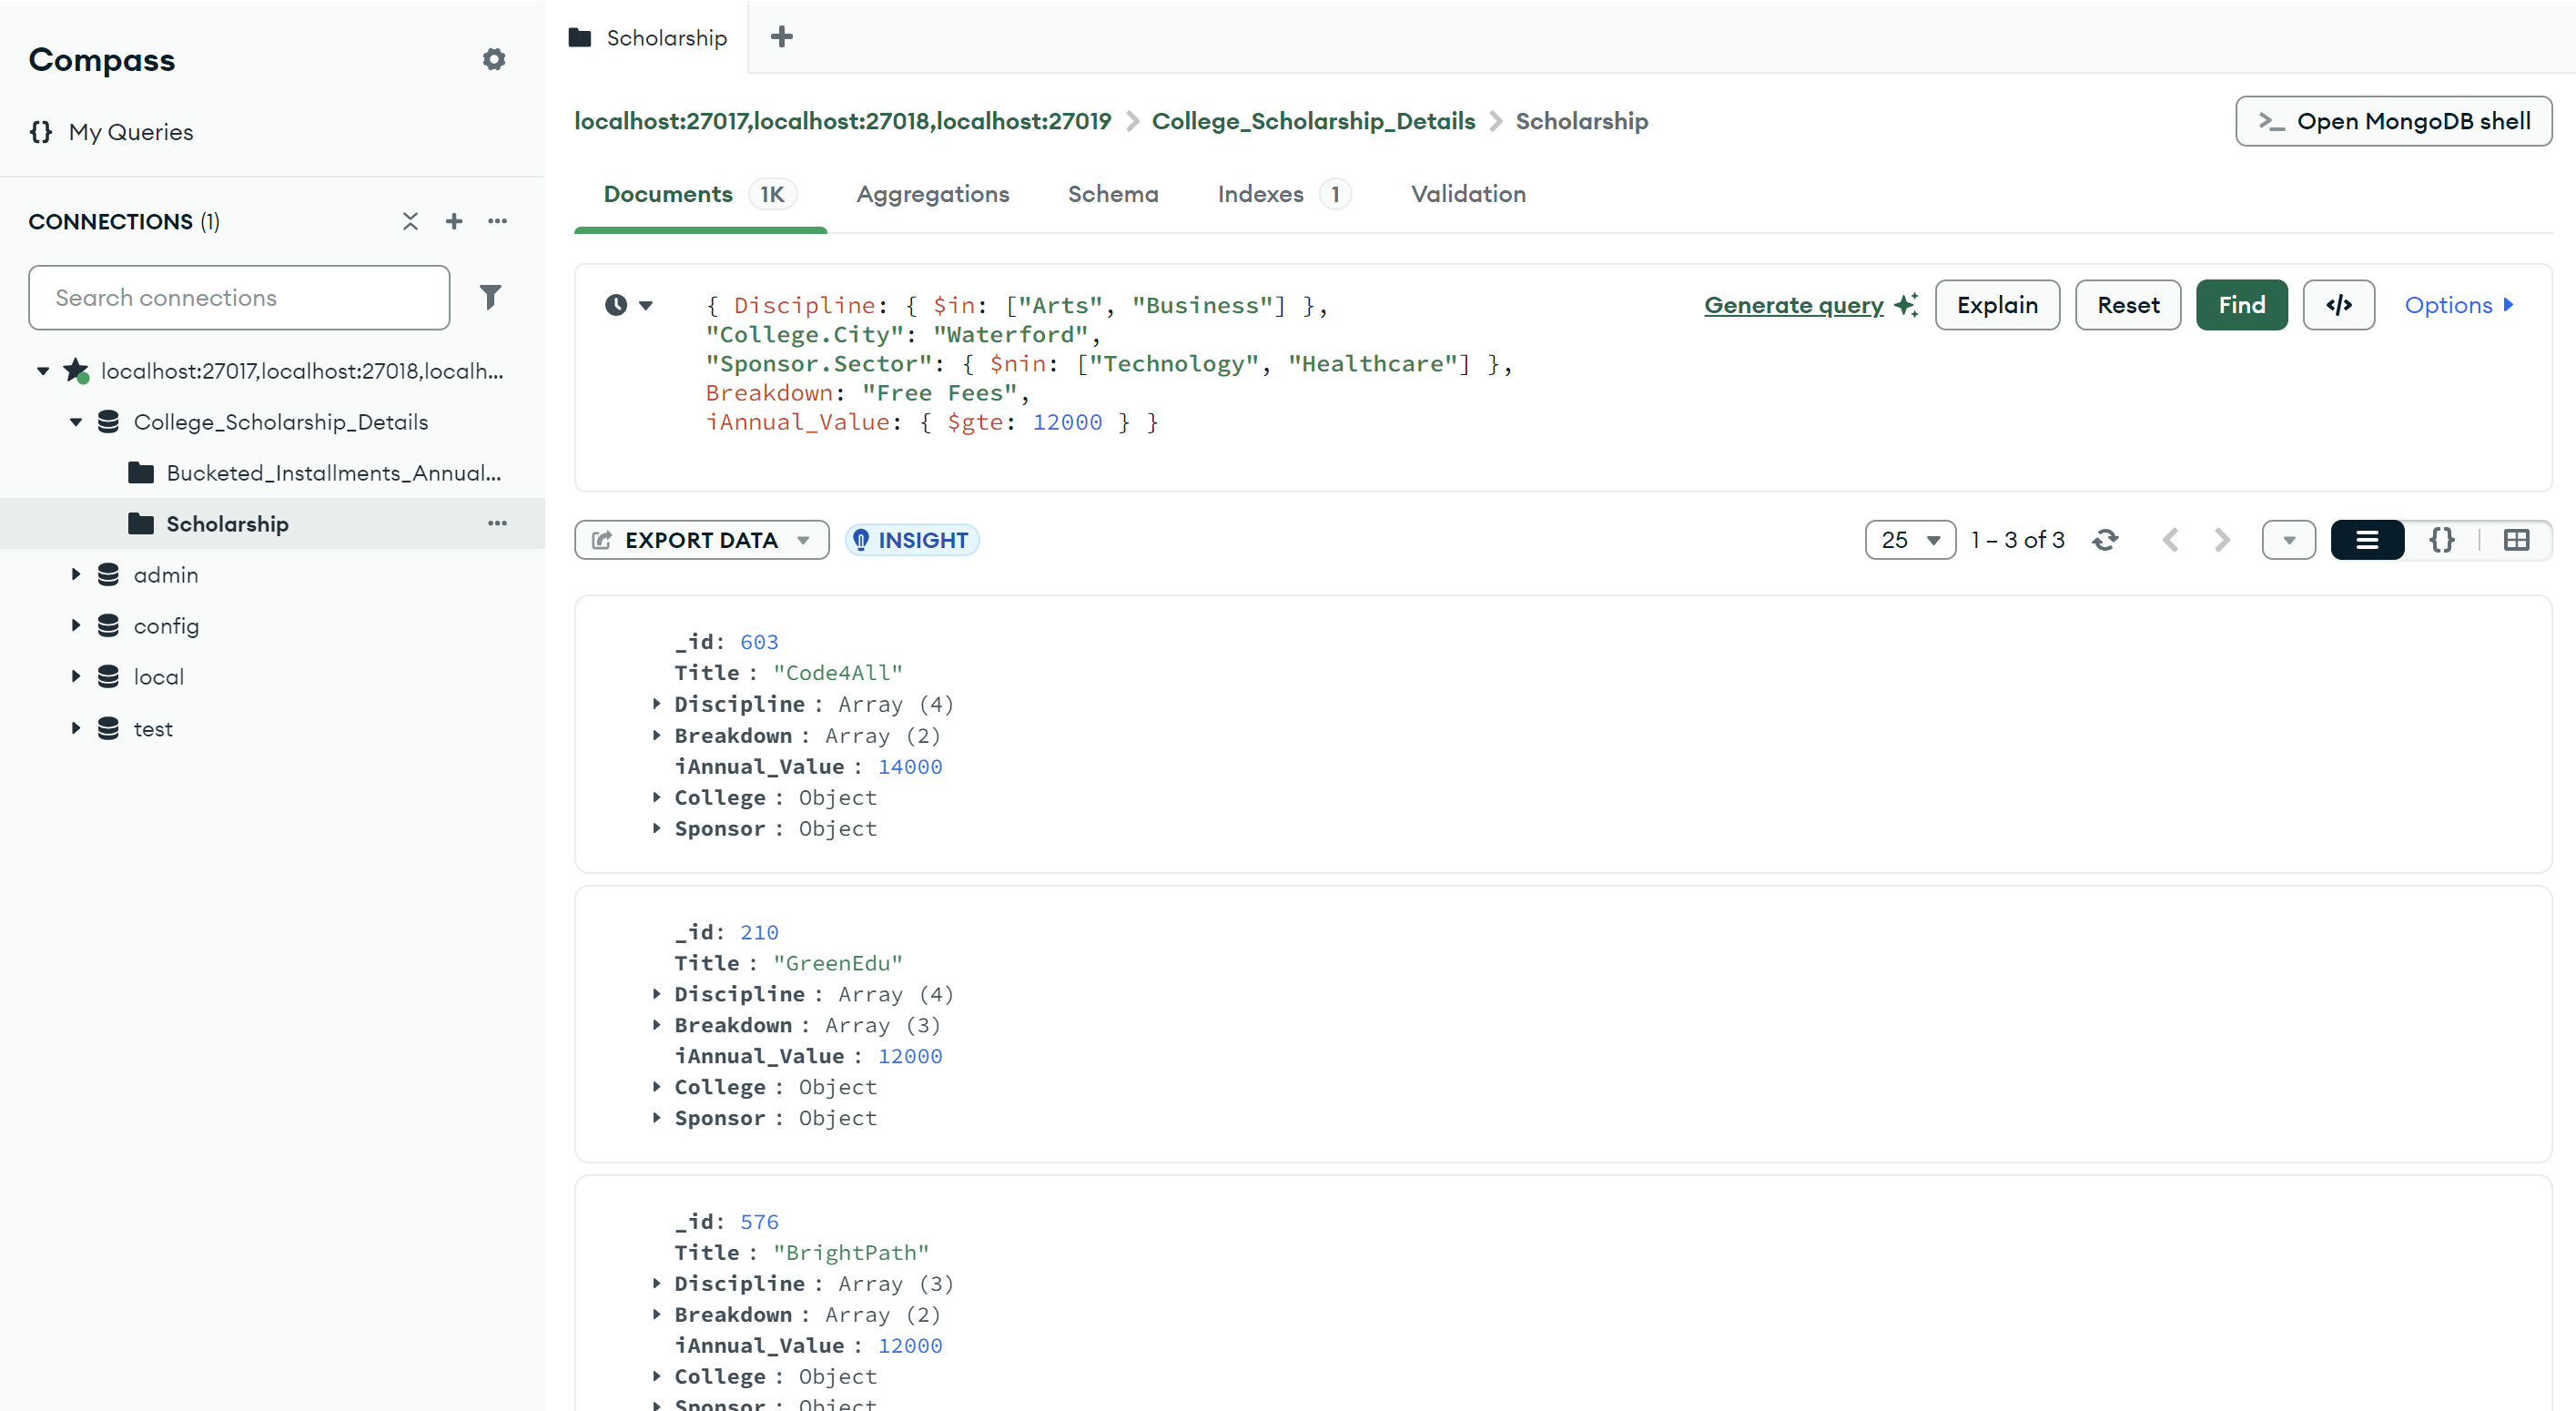 Compass
My Queries
CONNECTIONS (1)
Search connections
localhost:27017,localhost:27018,localh...
College_Scholarship_Details
Bucketed_Installments_Annual...
Scholarship
admin
config
local
test
Scholarship
localhost:27017,localhost:27018,localhost:27019 > College_Scholarship_Details > Scholarship
>_ Open MongoDB shell
Documents 1K Aggregations Schema Indexes 1 Validation
{ Discipline: { $in: ["Arts", "Business"] },
"College.City": "Waterford",
"Sponsor.Sector": { $nin: ["Technology", "Healthcare"] },
Breakdown: "Free Fees",
iAnnual_Value: { $gte: 12000 } }
Generate query Explain Reset Find </> Options
EXPORT DATA INSIGHT 25 1 – 3 of 3 {}
_id: 603
Title : "Code4All"
Discipline : Array (4)
Breakdown : Array (2)
iAnnual_Value : 14000
College : Object
Sponsor : Object
_id: 210
Title : "GreenEdu"
Discipline : Array (4)
Breakdown : Array (3)
iAnnual_Value : 12000
College : Object
Sponsor : Object
_id: 576
Title : "BrightPath"
Discipline : Array (3)
Breakdown : Array (2)
iAnnual_Value : 12000
College : Object
Sponsor : Object